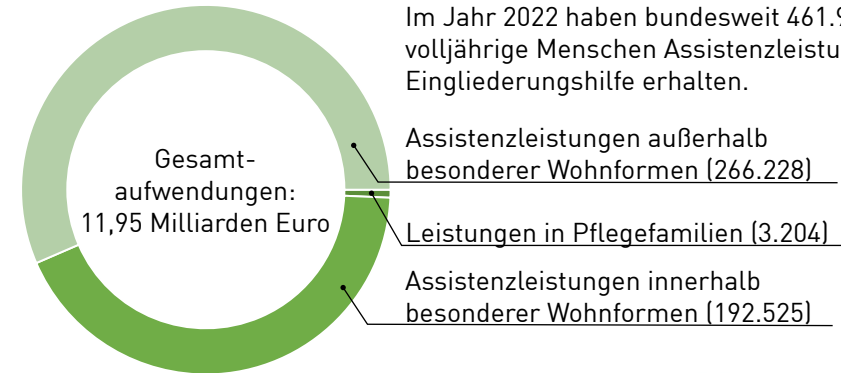 Im Jahr 2022 haben bundesweit
volljährige Menschen
Eingliederungshilfe erhalten.
Gesamt-
aufwendungen:
11,95 Milliarden Euro
Assistenzleistungen außerhalb
besonderer Wohnformen (266.228)
Leistungen in Pflegefamilien (3.204)
Assistenzleistungen innerhalb
besonderer Wohnformen (192.525)